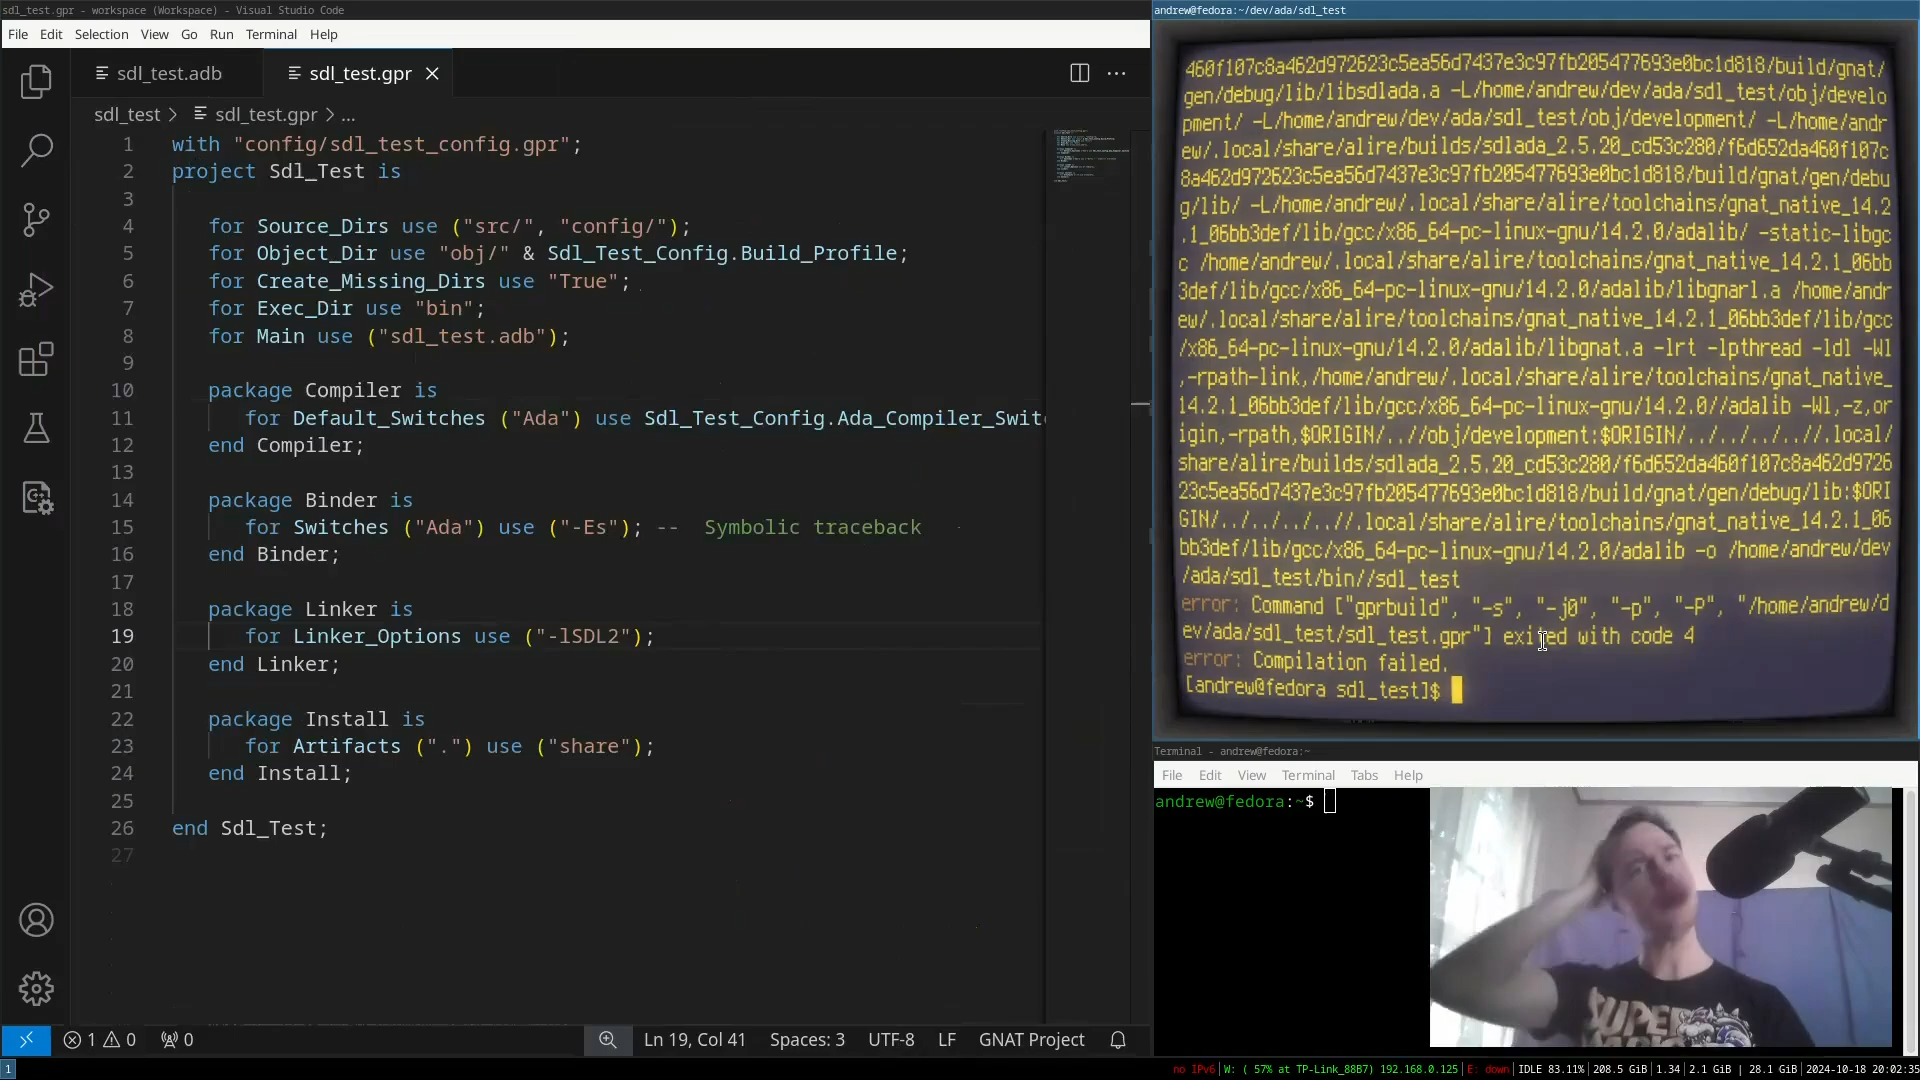 sdl_test.gpr - workspace (Workspace) - Visual Studio Code
File Edit Selection View Go Run Terminal Help
sdl_test.adb
sdl_test.gpr
sdl_test > sdl_test.gpr > ...
1 with "config/sdl_test_config.gpr";
2 project Sdl_Test is
3
4 for Source_Dirs use ("src/", "config/");
5 for Object_Dir use "obj/" & Sdl_Test_Config.Build_Profile;
6 for Create_Missing_Dirs use "True";
7 for Exec_Dir use "bin";
8 for Main use ("sdl_test.adb");
9
10 package Compiler is
11 for Default_Switches ("Ada") use Sdl_Test_Config.Ada_Compiler_Swit
12 end Compiler;
13
14 package Binder is
15 for Switches ("Ada") use ("-Es"); -- Symbolic traceback
16 end Binder;
17
18 package Linker is
19 for Linker_Options use ("-lSDL2");
20 end Linker;
21
22 package Install is
23 for Artifacts (".") use ("share");
24 end Install;
25
26 end Sdl_Test;
27
1 0 0
Ln 19, Col 41 Spaces: 3 UTF-8 LF GNAT Project
andrew@fedora:~/dev/ada/sdl_test
460f107c8a462d972623c5ea56d7437e3c97fb205477693e0bc1d818/build/gnat/
gen/debug/lib/libsdlada.a -L/home/andrew/dev/ada/sdl_test/obj/develo
pment/ -L/home/andrew/dev/ada/sdl_test/obj/development/ -L/home/andr
ew/.local/share/alire/builds/sdlada_2.5.20_cd53c280/f6d652da460f107c
8a462d972623c5ea56d7437e3c97fb205477693e0bc1d818/build/gnat/gen/debu
g/lib/ -L/home/andrew/.local/share/alire/toolchains/gnat_native_14.2
.1_06bb3def/lib/gcc/x86_64-pc-linux-gnu/14.2.0/adalib/ -static-libgc
c /home/andrew/.local/share/alire/toolchains/gnat_native_14.2.1_06bb
3def/lib/gcc/x86_64-pc-linux-gnu/14.2.0/adalib/libgnarl.a /home/andr
ew/.local/share/alire/toolchains/gnat_native_14.2.1_06bb3def/lib/gcc
/x86_64-pc-linux-gnu/14.2.0/adalib/libgnat.a -lrt -lpthread -ldl -Wl
,-rpath-link,/home/andrew/.local/share/alire/toolchains/gnat_native_
14.2.1_06bb3def/lib/gcc/x86_64-pc-linux-gnu/14.2.0//adalib -Wl,-z,or
igin,-rpath,$ORIGIN/..//obj/development:$ORIGIN/../../../..//.local/
share/alire/builds/sdlada_2.5.20_cd53c280/f6d652da460f107c8a462d9726
23c5ea56d7437e3c97fb205477693e0bc1d818/build/gnat/gen/debug/lib:$ORI
GIN/../../../..//.local/share/alire/toolchains/gnat_native_14.2.1_06
bb3def/lib/gcc/x86_64-pc-linux-gnu/14.2.0/adalib -o /home/andrew/dev
/ada/sdl_test/bin//sdl_test
error: Command ["gprbuild", "-s", "-j0", "-p", "-P", "/home/andrew/d
ev/ada/sdl_test/sdl_test.gpr"] exited with code 4
error: Compilation failed.
[andrew@fedora sdl_test]$
Terminal - andrew@fedora:~
File Edit View Terminal Tabs Help
andrew@fedora:~$
SUPER
1 no IPv6 | W: ( 57% at TP-Link_88B7) 192.168.0.125 | E: down | IDLE 83.11% | 208.5 GiB | 1.34 | 2.1 GiB | 28.1 GiB | 2024-10-18 20:02:35